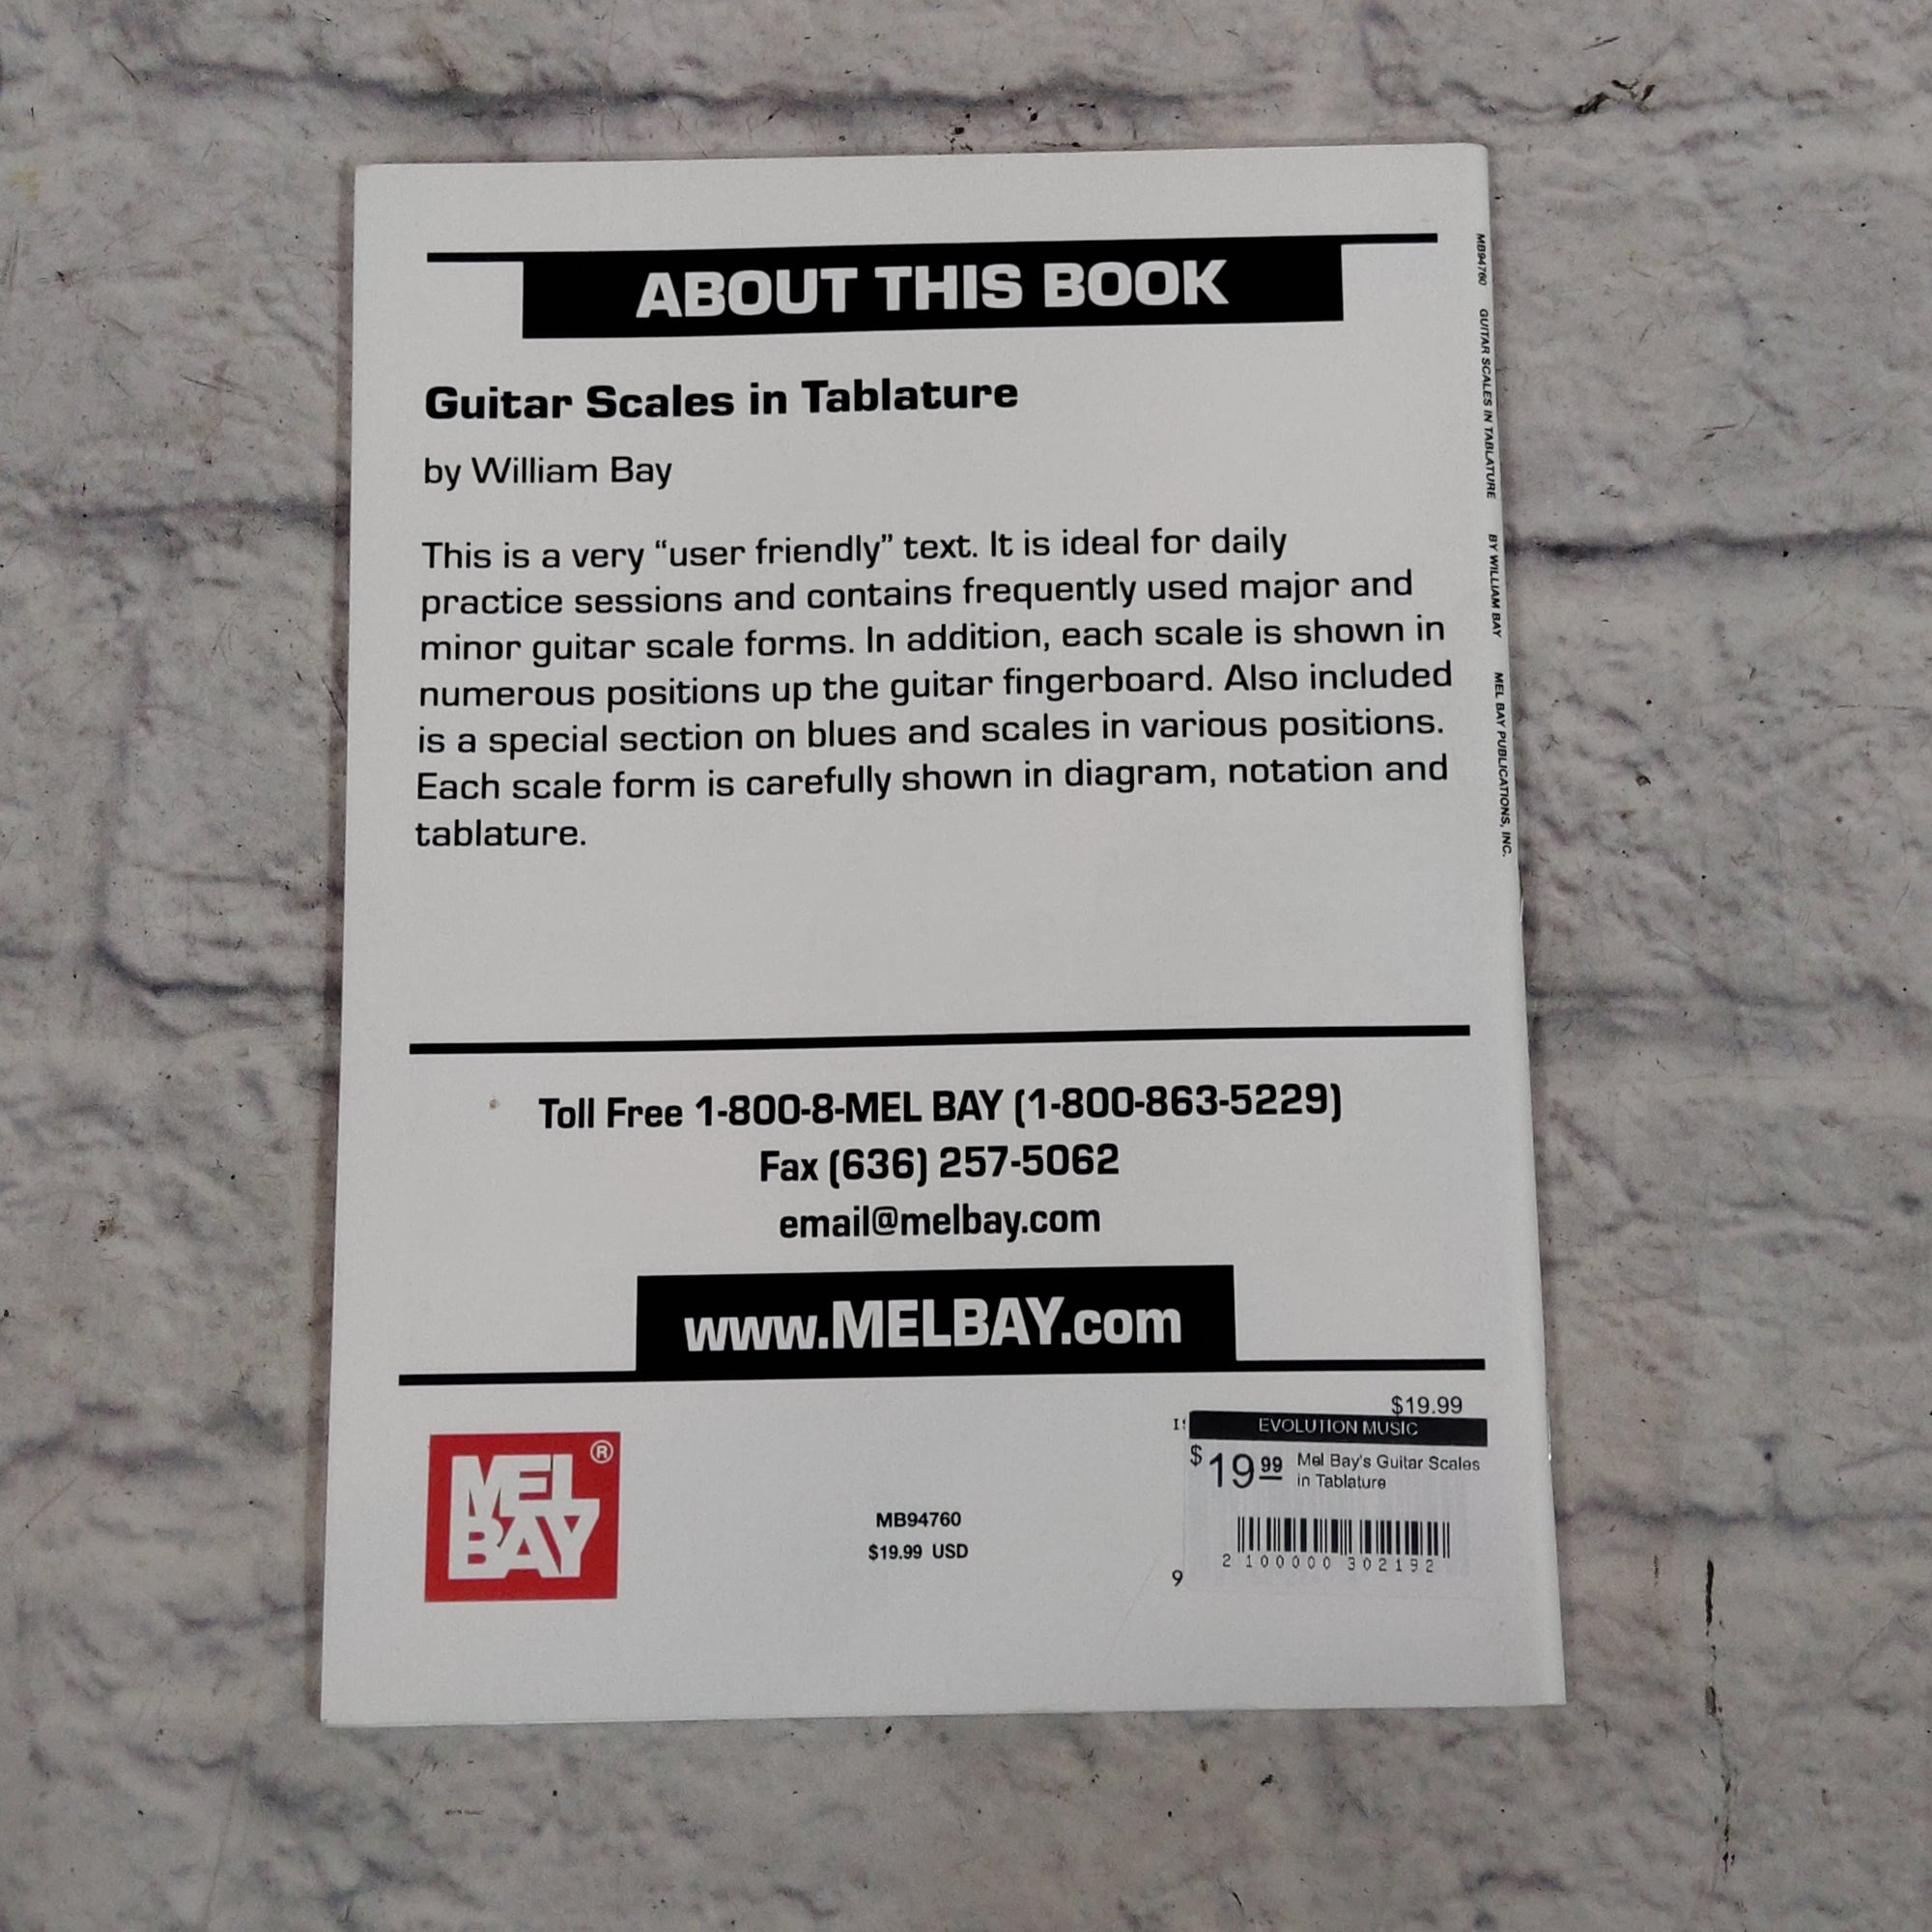 ABOUT THIS BOOK
Guitar Scales in Tablature
by William Bay
This is a very “user friendly” text. It is ideal for daily
practice sessions and contains frequently used major and
minor guitar scale forms. In addition, each scale is shown in
numerous positions up the guitar fingerboard. Also included
is a special section on blues and scales in various positions.
Each scale form is carefully shown in diagram, notation and
tablature.
Toll Free 1-800-8-MEL BAY (1-800-863-5229)
Fax (636) 257-5062
email@melbay.com
www.MELBAY.com
MEL
BAY
®
MB94760
$19.99 USD
$19.99
EVOLUTION MUSIC
$19.99 Mel Bay's Guitar Scales
in Tablature
2 100000 302192
9
MB94760 GUITAR SCALES IN TABLATURE BY WILLIAM BAY MEL BAY PUBLICATIONS, INC.